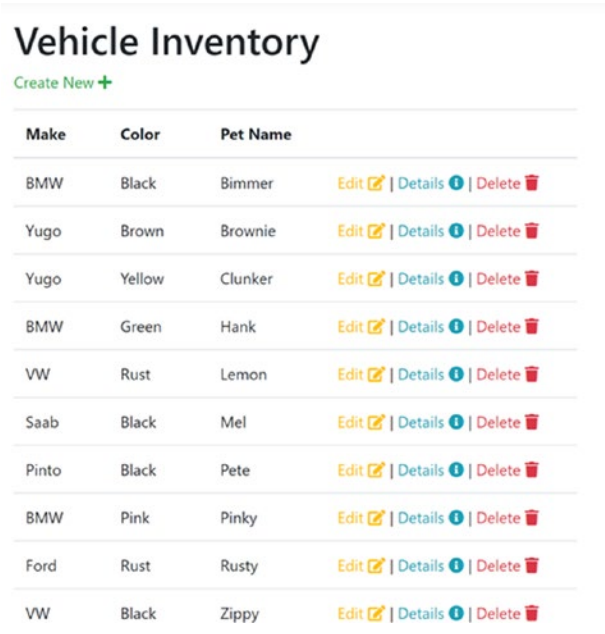 Vehicle Inventory
Create New
Make Color Pet Name
BMW Black Bimmer Edit | Details | Delete
Yugo Brown Brownie Edit | Details | Delete
Yugo Yellow Clunker Edit | Details | Delete
BMW Green Hank Edit | Details | Delete
VW Rust Lemon Edit | Details | Delete
Saab Black Mel Edit | Details | Delete
Pinto Black Pete Edit | Details | Delete
BMW Pink Pinky Edit | Details | Delete
Ford Rust Rusty Edit | Details | Delete
VW Black Zippy Edit | Details | Delete